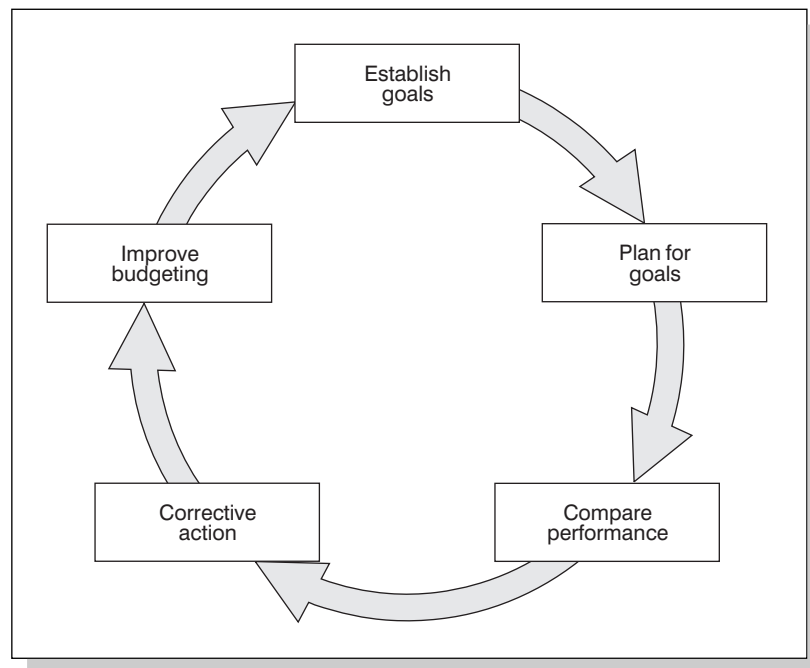 Establish
goals
Plan for
goals
Compare
performance
Corrective
action
Improve
budgeting